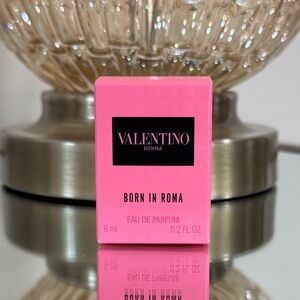 VALENTINO
DONNA
BORN IN ROMA
EAU DE PARFUM
6 ml 0.2 FL.OZ.